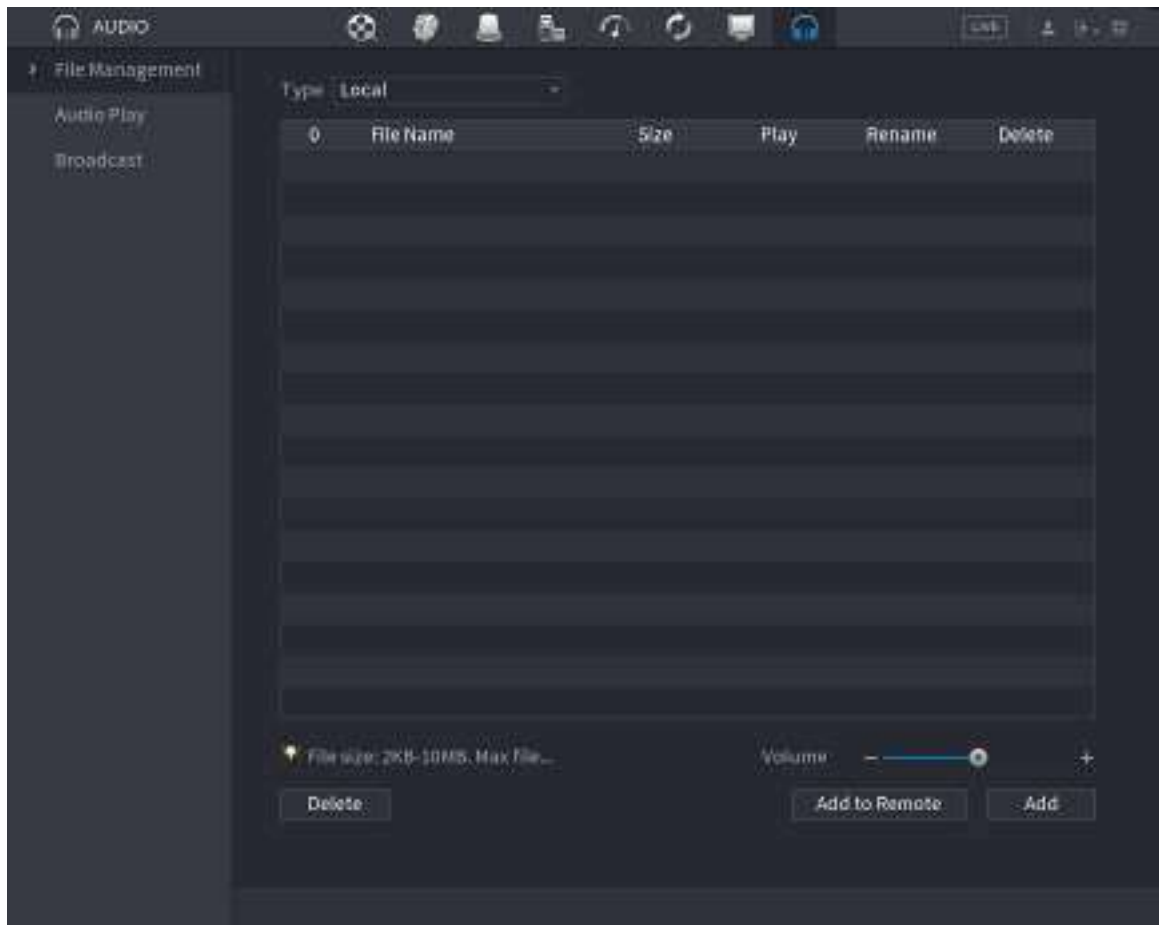 AUDIO
LIVE
File Management
Audio Play
Broadcast
Type Local
0 File Name Size Play Rename Delete
File size: 2KB-10MB. Max file...
Volume - +
Delete Add to Remote Add